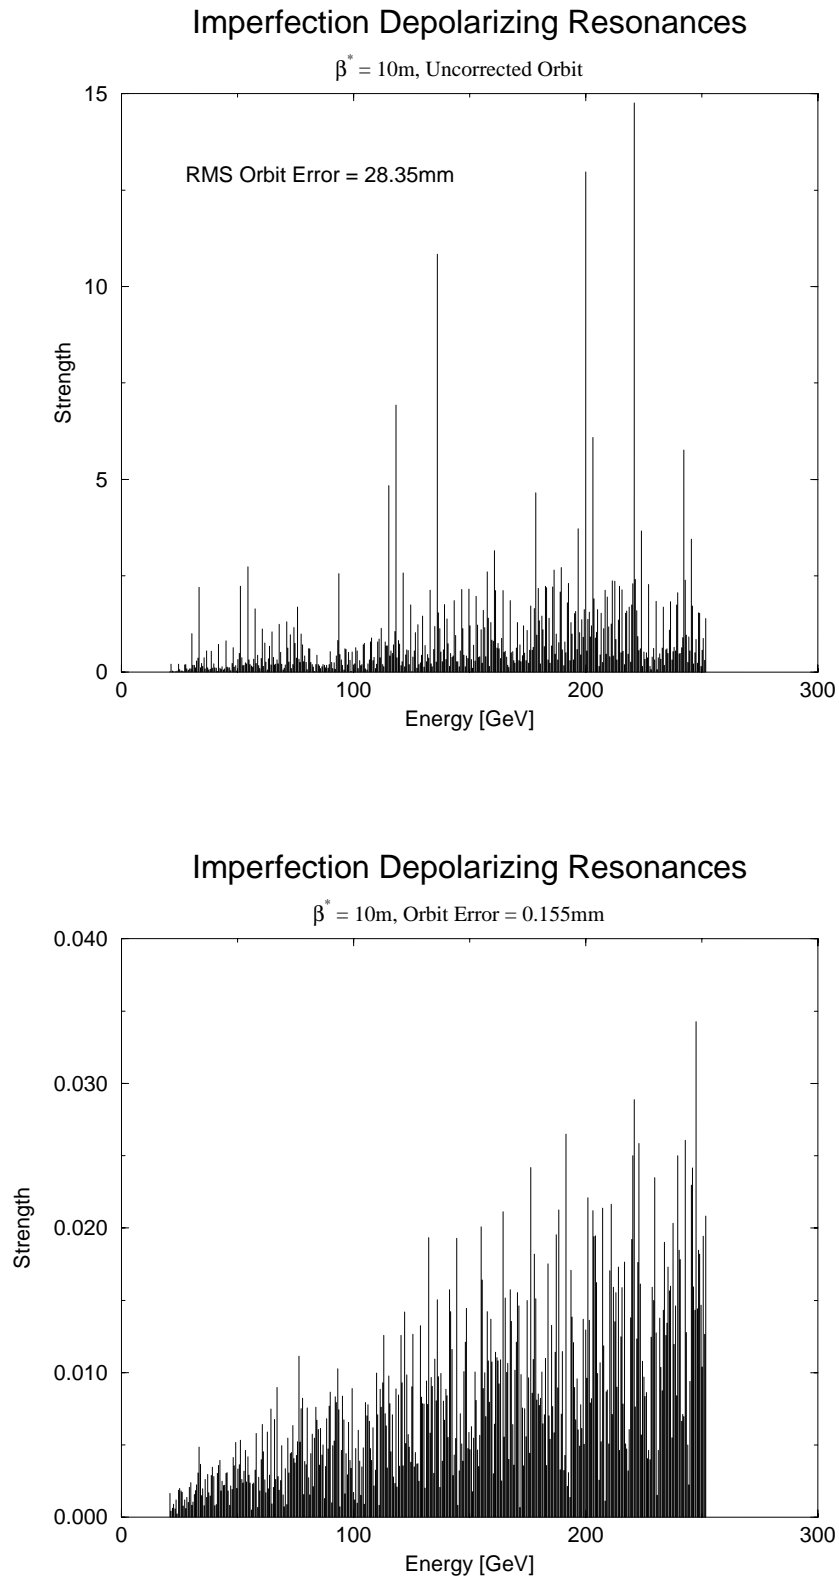 Imperfection Depolarizing Resonances
β* = 10m, Uncorrected Orbit
15
RMS Orbit Error = 28.35mm
10
Strength
5
0
0 100 200 300
Energy [GeV]
Imperfection Depolarizing Resonances
β* = 10m, Orbit Error = 0.155mm
0.040
0.030
Strength
0.020
0.010
0.000
0 100 200 300
Energy [GeV]